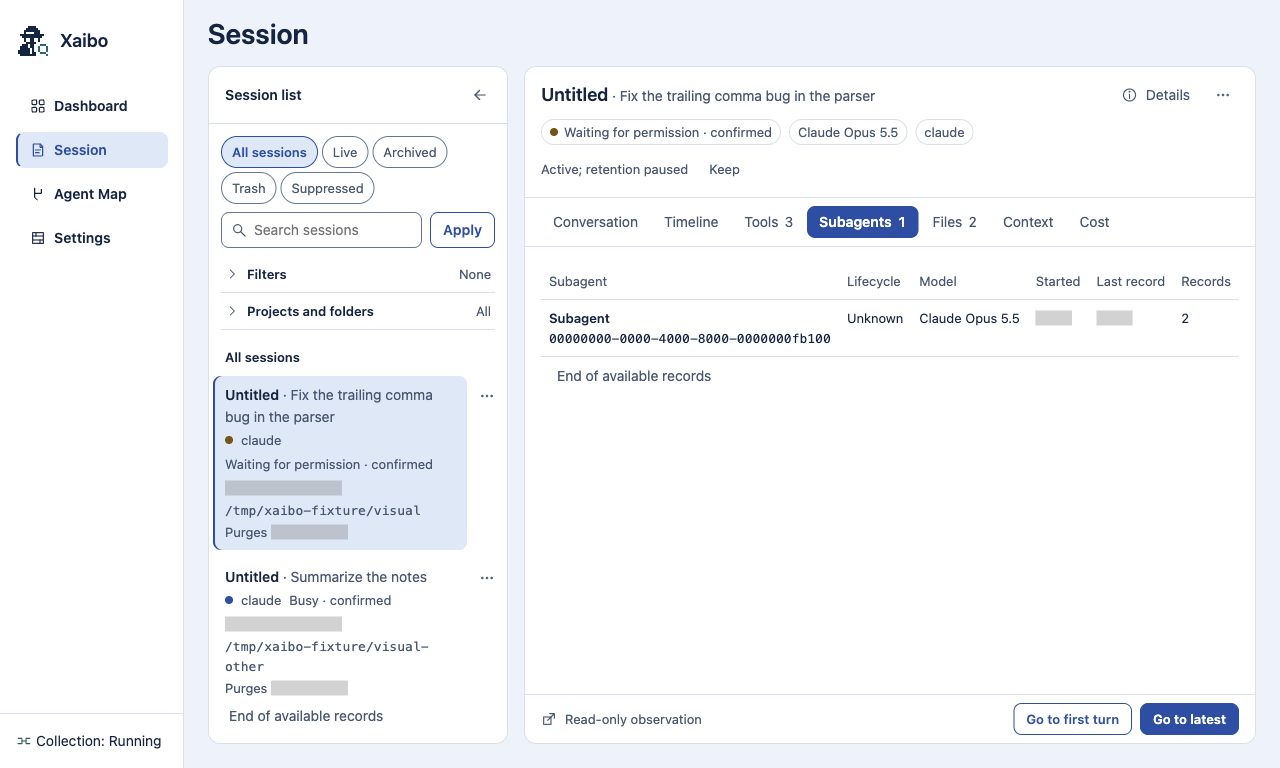 Xaibo
Dashboard
Session
Agent Map
Settings
Collection: Running
Session
Session list
All sessions
Live
Archived
Trash
Suppressed
Search sessions
Apply
Filters
None
Projects and folders
All
All sessions
Untitled · Fix the trailing comma
bug in the parser
claude
Waiting for permission · confirmed
/tmp/xaibo-fixture/visual
Purges
Untitled · Summarize the notes
claude Busy · confirmed
/tmp/xaibo-fixture/visual-
other
Purges
End of available records
Untitled · Fix the trailing comma bug in the parser
Details
Waiting for permission · confirmed
Claude Opus 5.5
claude
Active; retention paused
Keep
Conversation
Timeline
Tools 3
Subagents 1
Files 2
Context
Cost
Subagent Lifecycle Model Started Last record Records
Subagent Unknown Claude Opus 5.5 2
00000000-0000-4000-8000-0000000fb100
End of available records
Read-only observation
Go to first turn
Go to latest